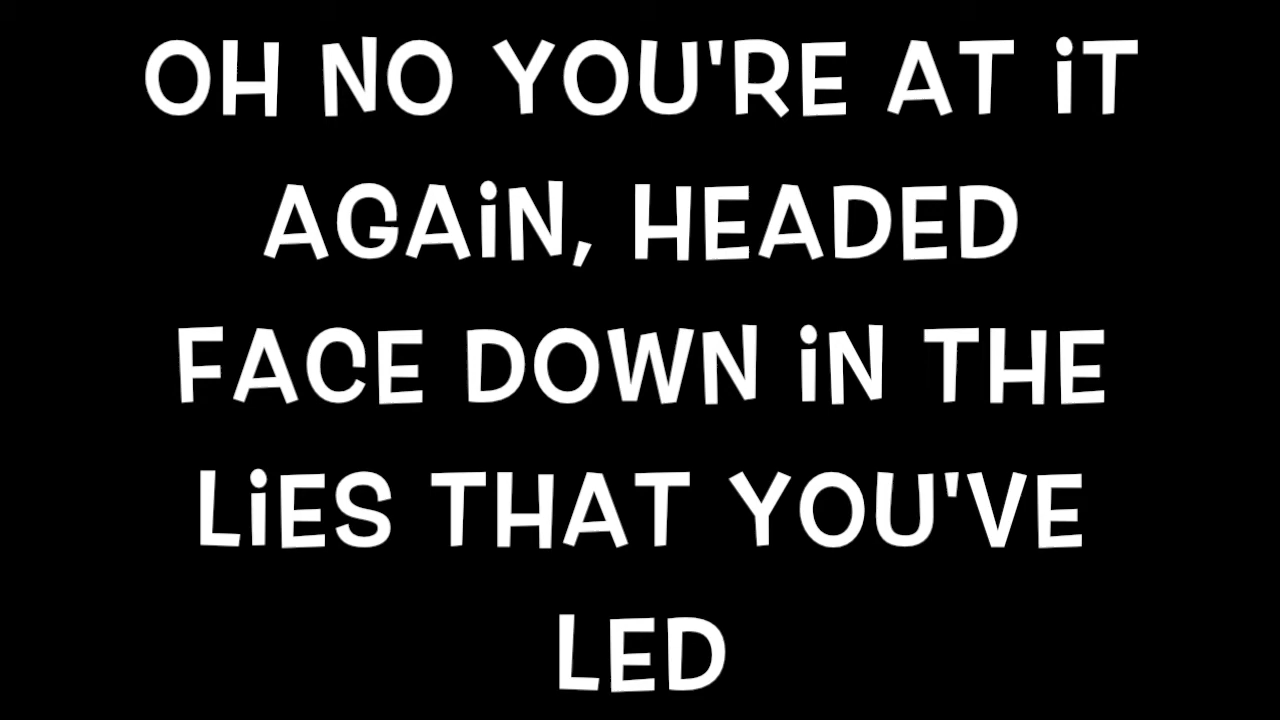 OH NO YOU'RE AT iT
AGAiN, HEADED
FACE DOWN iN THE
LiES THAT YOU'VE
LED